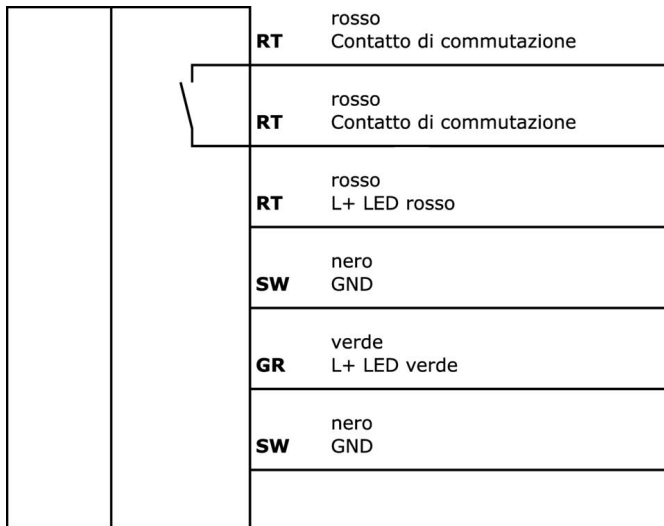 rosso
RT Contatto di commutazione
rosso
RT Contatto di commutazione
rosso
RT L+ LED rosso
nero
SW GND
verde
GR L+ LED verde
nero
SW GND